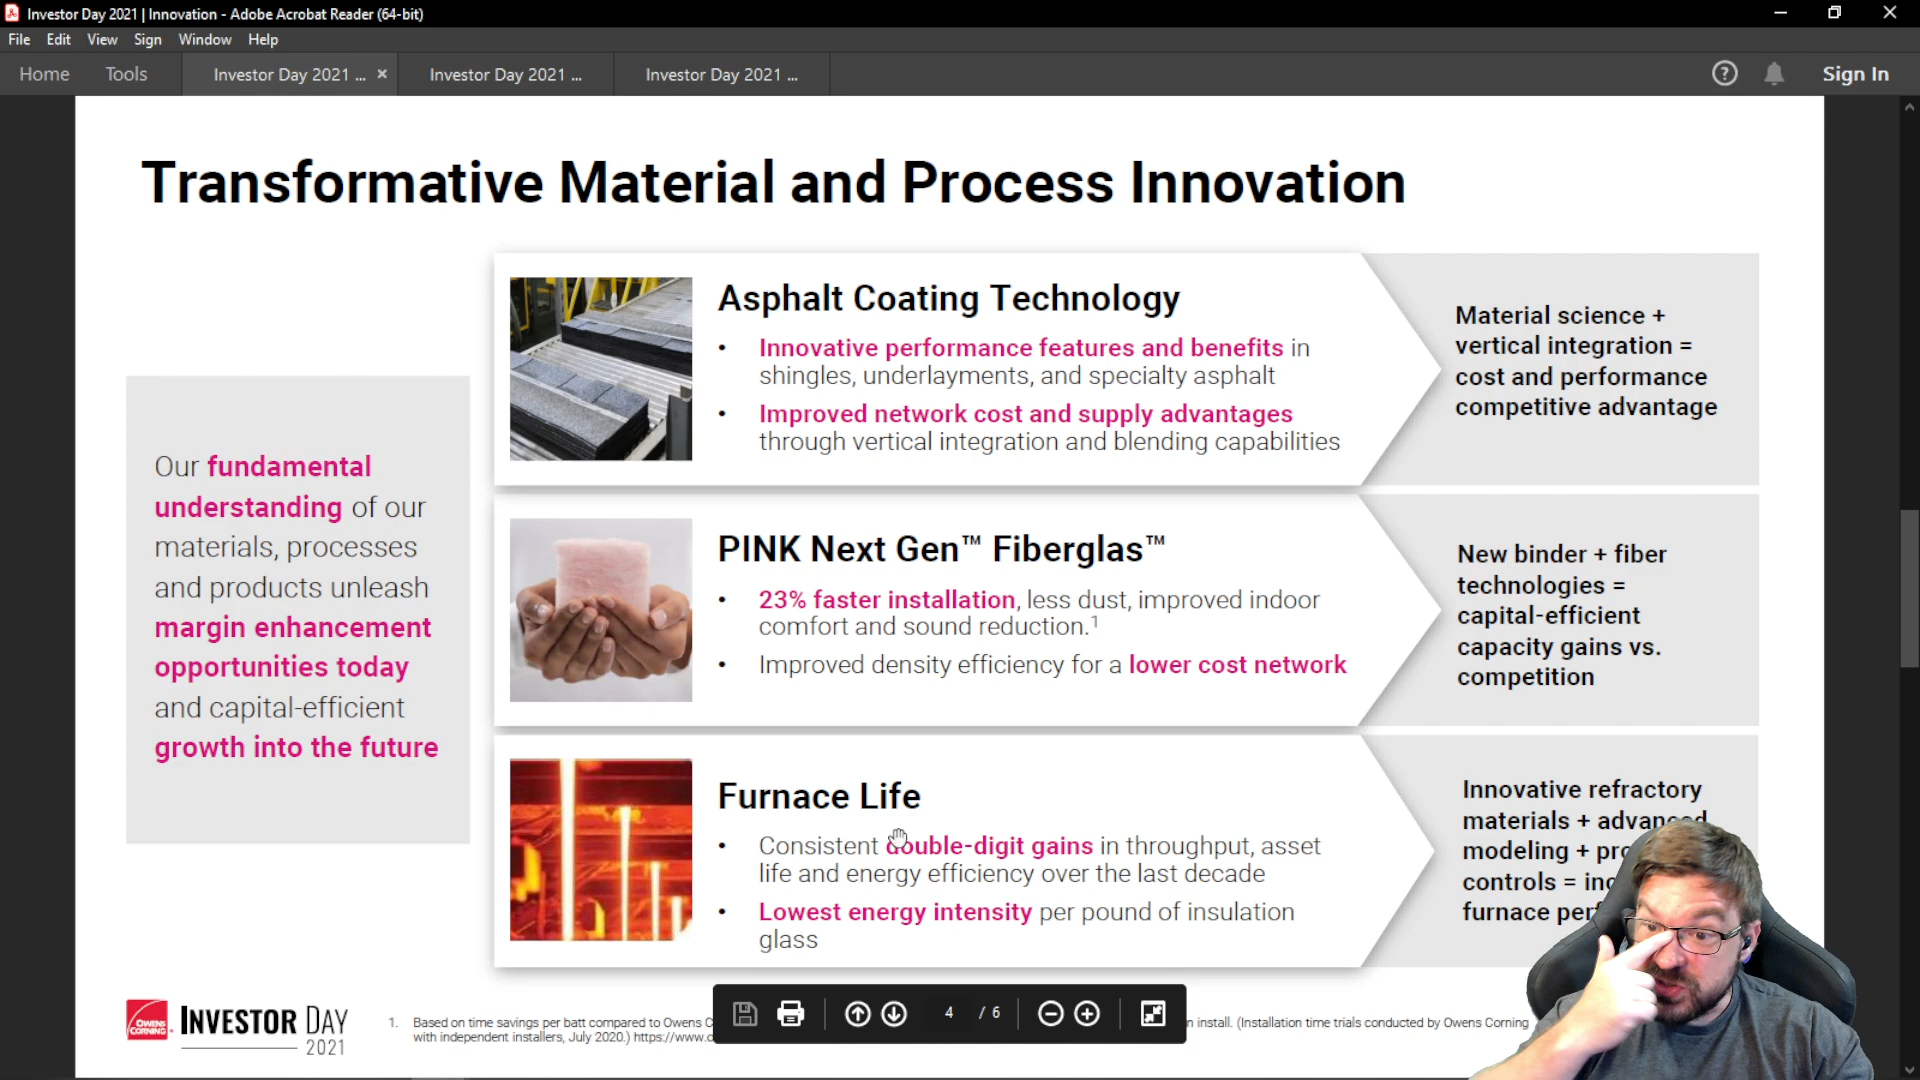 Investor Day 2021 | Innovation - Adobe Acrobat Reader (64-bit)
File Edit View Sign Window Help
Home Tools Investor Day 2021 ... × Investor Day 2021 ... Investor Day 2021 ... Sign In
Transformative Material and Process Innovation
Our fundamental
understanding of our
materials, processes
and products unleash
margin enhancement
opportunities today
and capital-efficient
growth into the future
Asphalt Coating Technology
• Innovative performance features and benefits in
shingles, underlayments, and specialty asphalt
• Improved network cost and supply advantages
through vertical integration and blending capabilities
Material science +
vertical integration =
cost and performance
competitive advantage
PINK Next Gen™ Fiberglas™
• 23% faster installation, less dust, improved indoor
comfort and sound reduction.¹
• Improved density efficiency for a lower cost network
New binder + fiber
technologies =
capital-efficient
capacity gains vs.
competition
Furnace Life
• Consistent double-digit gains in throughput, asset
life and energy efficiency over the last decade
• Lowest energy intensity per pound of insulation
glass
Innovative refractory
materials + advanced
modeling +
controls =
furnace
OWENS
CORNING
INVESTOR DAY
2021
1. Based on time savings per batt compared to Owens
with independent installers, July 2020.) https://www.
n install. (Installation time trials conducted by Owens Corning
4 / 6